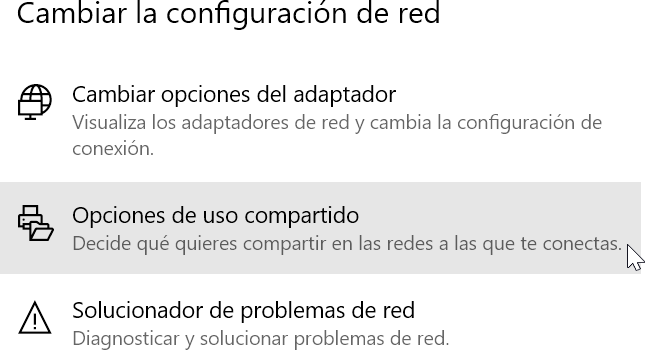 Cambiar la configuración de red
Cambiar opciones del adaptador
Visualiza los adaptadores de red y cambia la configuración de
conexión.
Opciones de uso compartido
Decide qué quieres compartir en las redes a las que te conectas.
Solucionador de problemas de red
Diagnosticar y solucionar problemas de red.